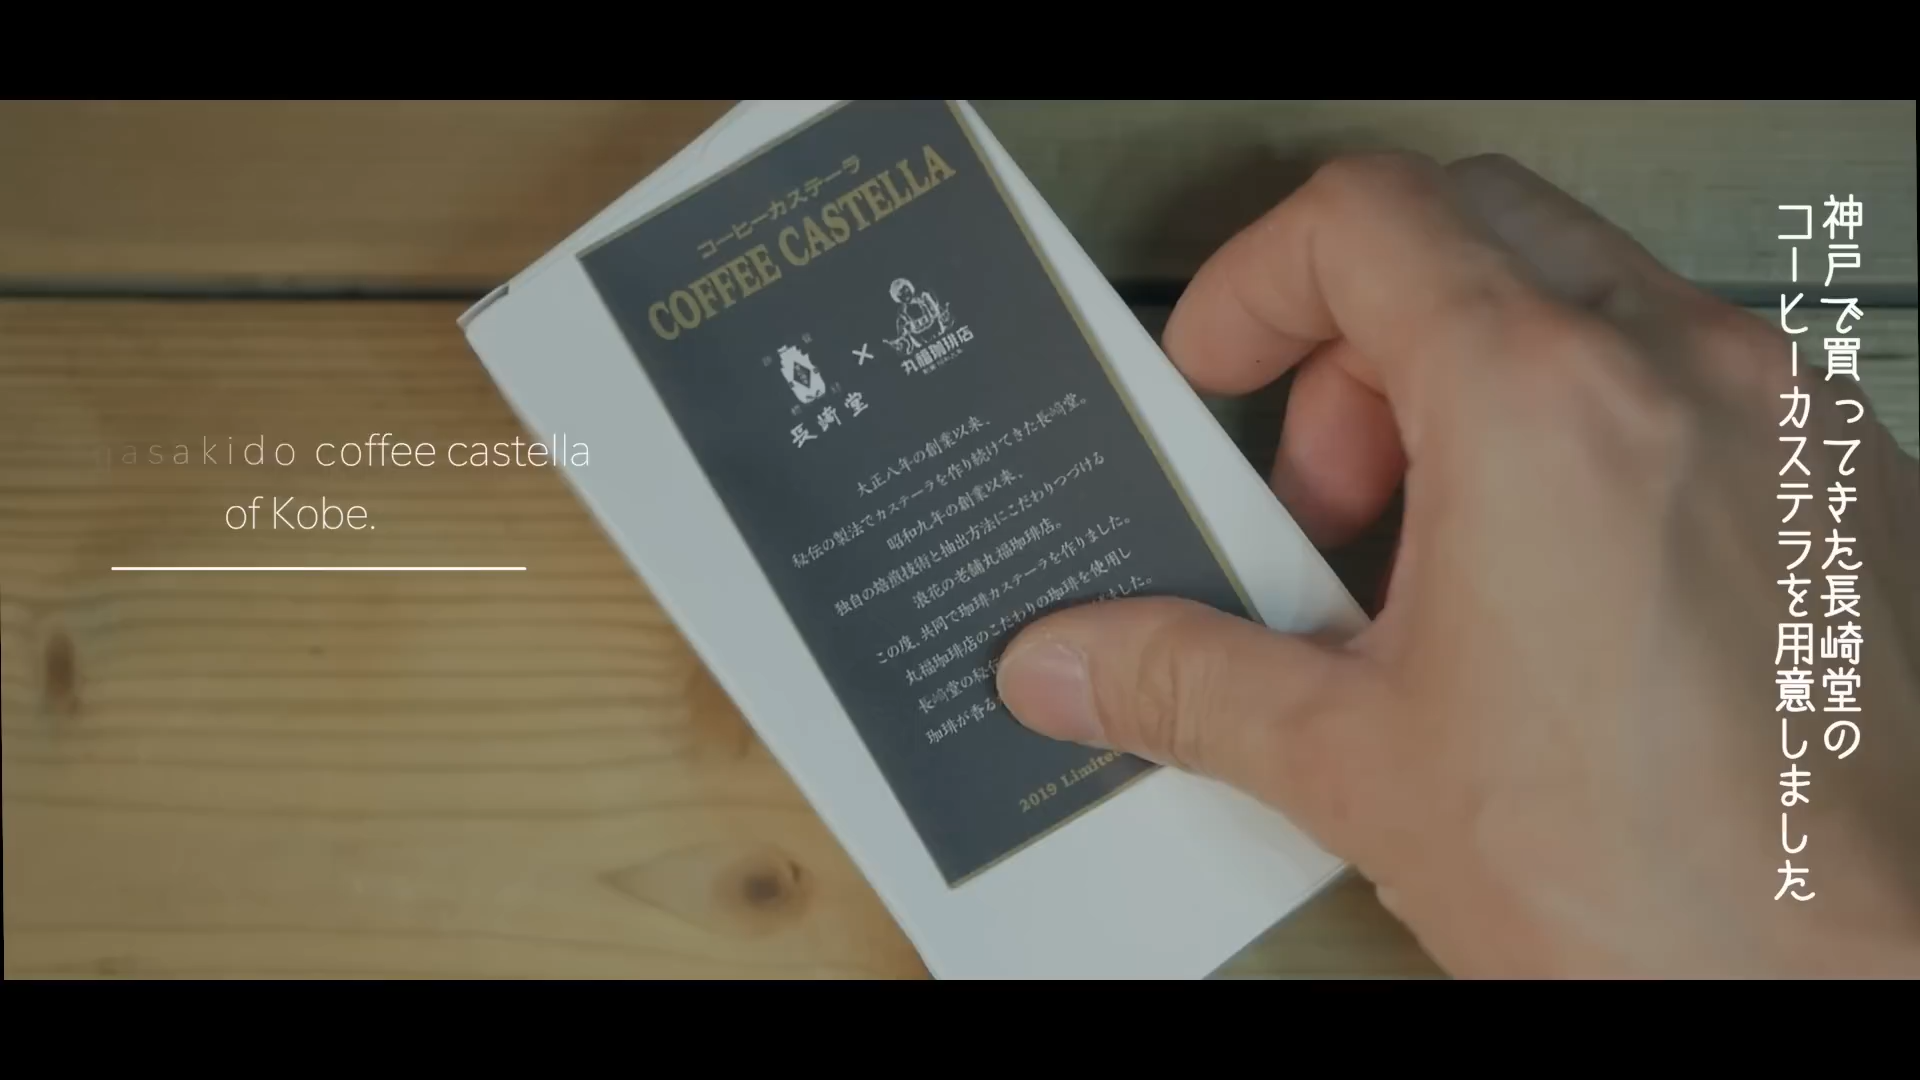 神戸で買ってきた長崎堂の
コーヒーカステラを用意しました
asakido coffee castella
of Kobe.
コーヒーカステーラ
COFFEE CASTELLA
長崎堂
×
丸福珈琲店
大正八年の創業以来、
秘伝の製法でカステーラを作り続けてきた長崎堂。
昭和九年の創業以来、
独自の焙煎技術と抽出方法にこだわりつづける
浪花の老舗丸福珈琲店。
この度、共同で珈琲カステーラを作りました。
丸福珈琲店のこだわりの珈琲を使用し
長崎堂の秘伝
珈琲が香る
2019 Limited